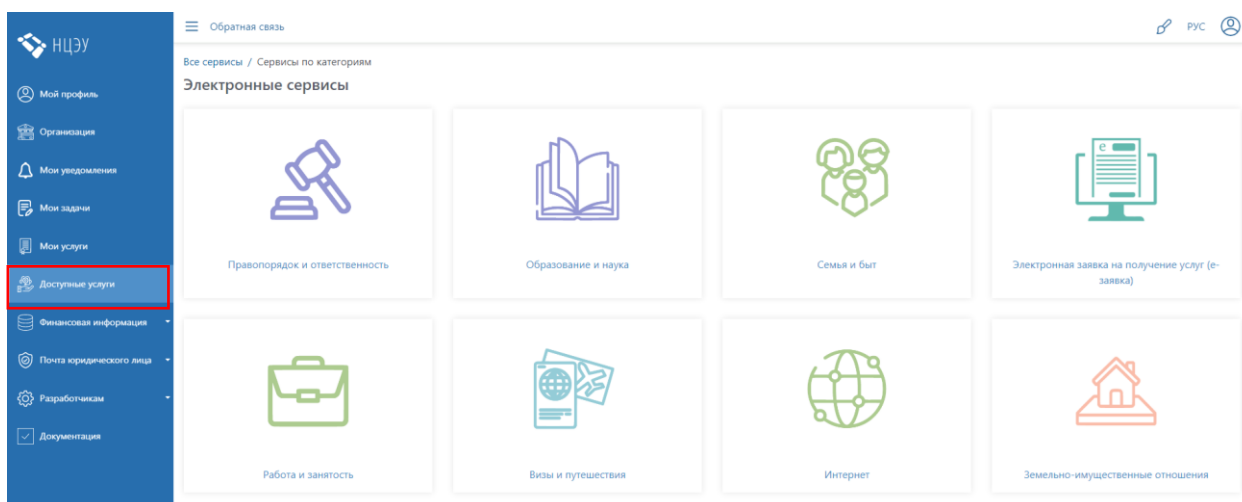 НЦЭУ
Мой профиль
Организация
Мои уведомления
Мои задачи
Мои услуги
Доступные услуги
Финансовая информация
Почта юридического лица
Разработчикам
Документация
Обратная связь
РУС
Все сервисы / Сервисы по категориям
Электронные сервисы
e
Правопорядок и ответственность
Образование и наука
Семья и быт
Электронная заявка на получение услуг (е-
заявка)
Работа и занятость
Визы и путешествия
Интернет
Земельно-имущественные отношения